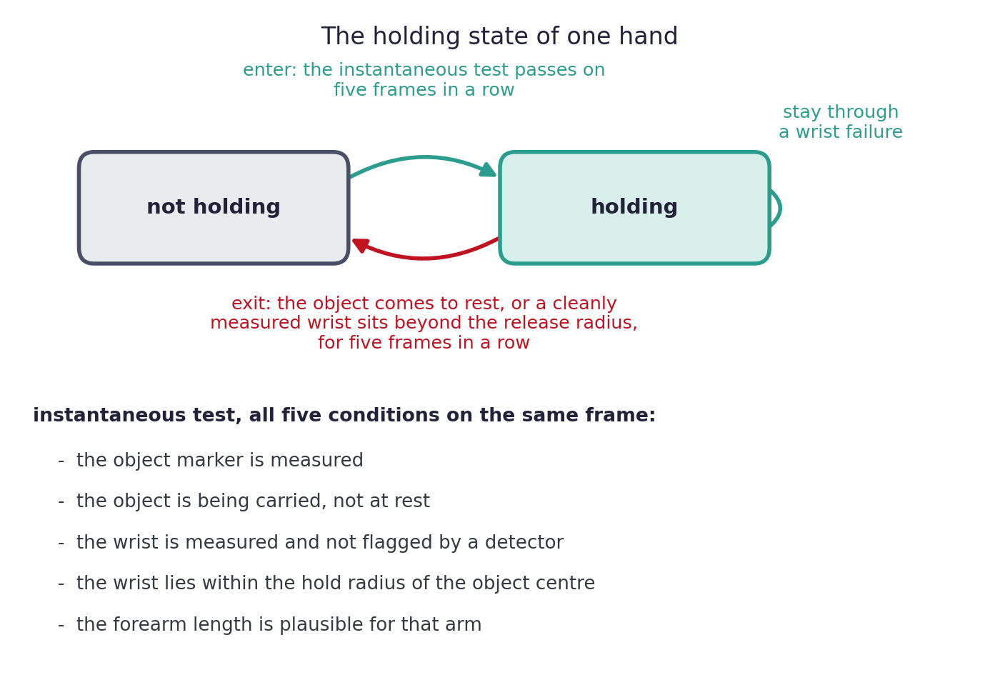 The holding state of one hand
enter: the instantaneous test passes on
five frames in a row
stay through
a wrist failure
not holding
holding
exit: the object comes to rest, or a cleanly
measured wrist sits beyond the release radius,
for five frames in a row
instantaneous test, all five conditions on the same frame:
- the object marker is measured
- the object is being carried, not at rest
- the wrist is measured and not flagged by a detector
- the wrist lies within the hold radius of the object centre
- the forearm length is plausible for that arm